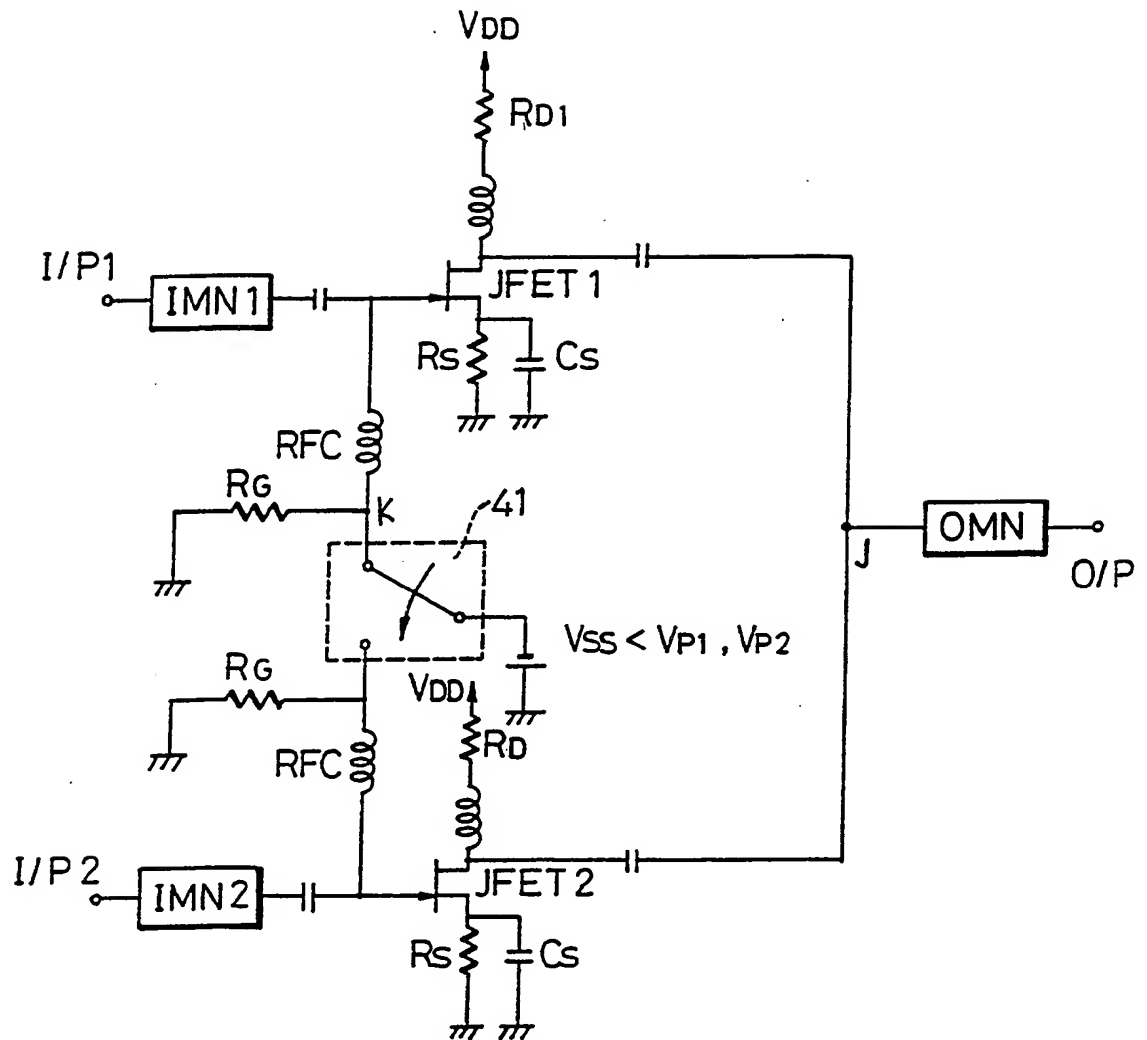 VDD
RD1
I/P1
IMN1
JFET1
RS
CS
RFC
RG
K
41
J
OMN
O/P
VSS < VP1, VP2
RG
VDD
RD
RFC
I/P2
IMN2
JFET2
RS
CS